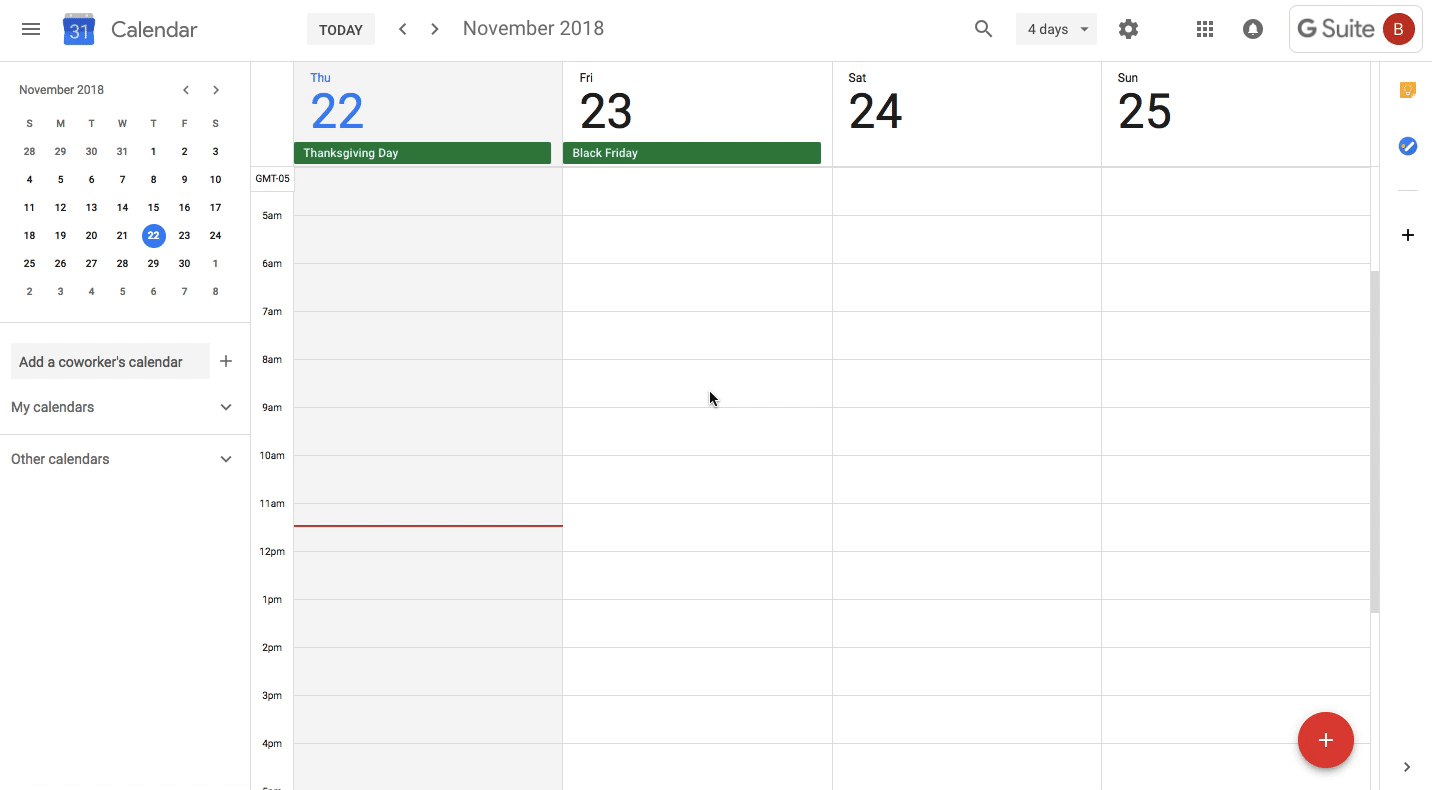 31 Calendar TODAY November 2018 4 days G Suite B
November 2018
S M T W T F S
28 29 30 31 1 2 3
4 5 6 7 8 9 10
11 12 13 14 15 16 17
18 19 20 21 22 23 24
25 26 27 28 29 30 1
2 3 4 5 6 7 8
Add a coworker's calendar
My calendars
Other calendars
Thu Fri Sat Sun
22 23 24 25
Thanksgiving Day Black Friday
GMT-05
5am
6am
7am
8am
9am
10am
11am
12pm
1pm
2pm
3pm
4pm